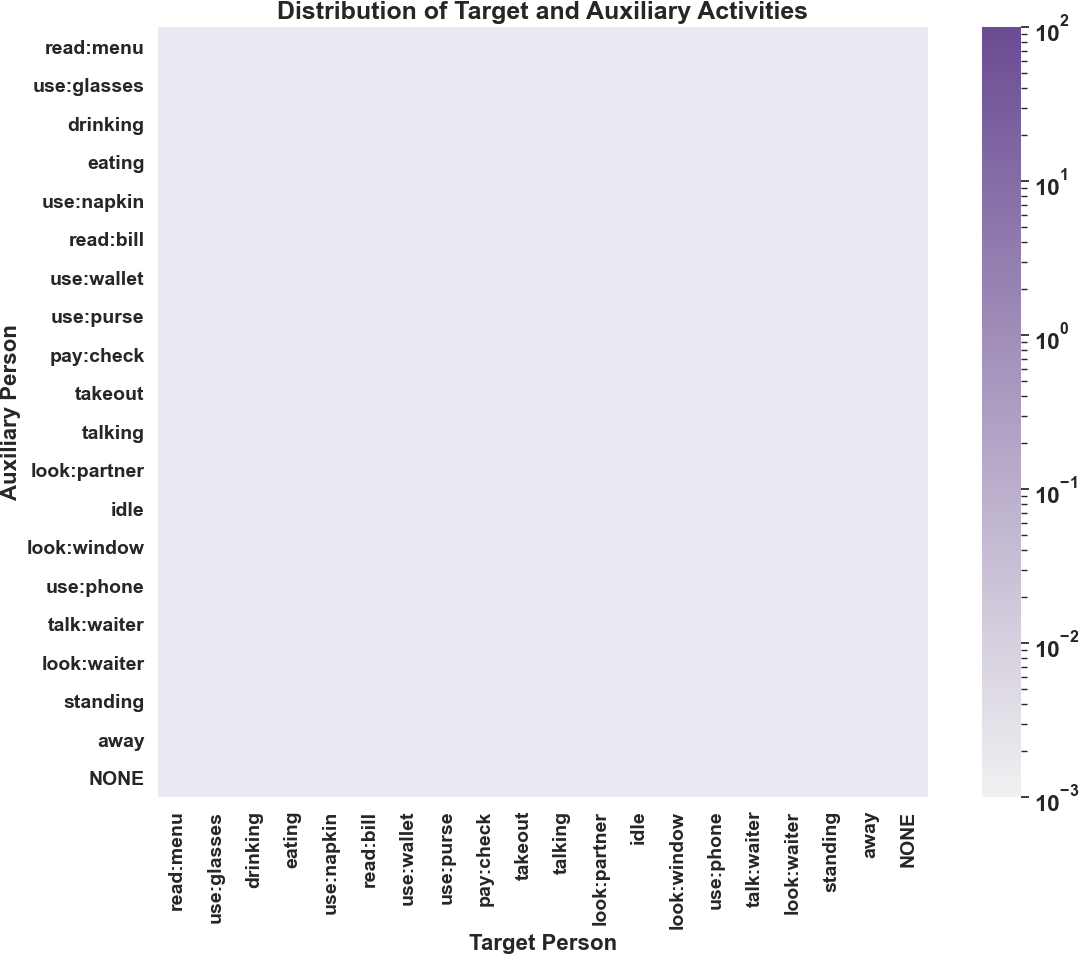 Distribution of Target and Auxiliary Activities
Auxiliary Person
read:menu
use:glasses
drinking
eating
use:napkin
read:bill
use:wallet
use:purse
pay:check
takeout
talking
look:partner
idle
look:window
use:phone
talk:waiter
look:waiter
standing
away
NONE
read:menu
use:glasses
drinking
eating
use:napkin
read:bill
use:wallet
use:purse
pay:check
takeout
talking
look:partner
idle
look:window
use:phone
talk:waiter
look:waiter
standing
away
NONE
Target Person
10²
10¹
10⁰
10⁻¹
10⁻²
10⁻³